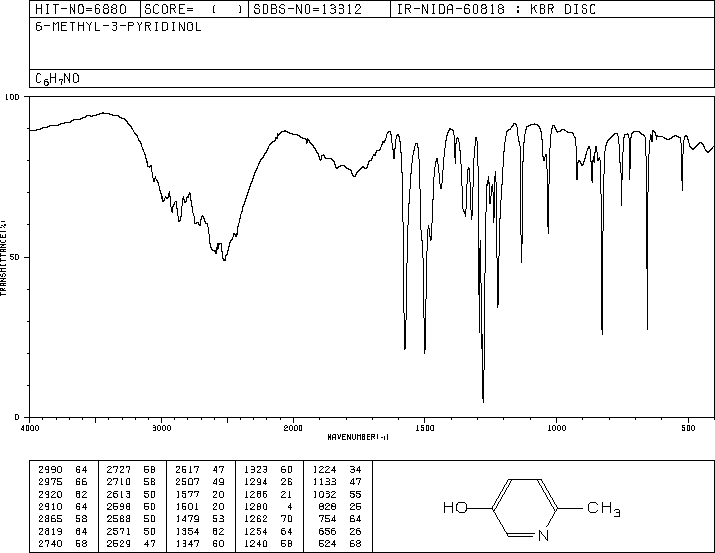 HIT-NO=6880 SCORE= ( ) SDBS-NO=13312 IR-NIDA-60818 : KBR DISC
6-METHYL-3-PYRIDINOL
C6H7NO
100
50
0
TRANSMITTANCE(%)
4000 3000 2000 1500 1000 500
WAVENUMBER(-1)
2990 64 2727 58 2517 47 1323 60 1224 34
2975 66 2710 58 2507 49 1294 26 1133 47
2920 62 2613 50 1577 20 1286 21 1032 55
2910 64 2598 50 1501 20 1280 4 828 25
2865 58 2588 50 1479 53 1262 70 754 64
2819 64 2571 50 1354 62 1254 64 656 26
2740 68 2529 47 1347 60 1240 58 524 68
HO
CH3
N